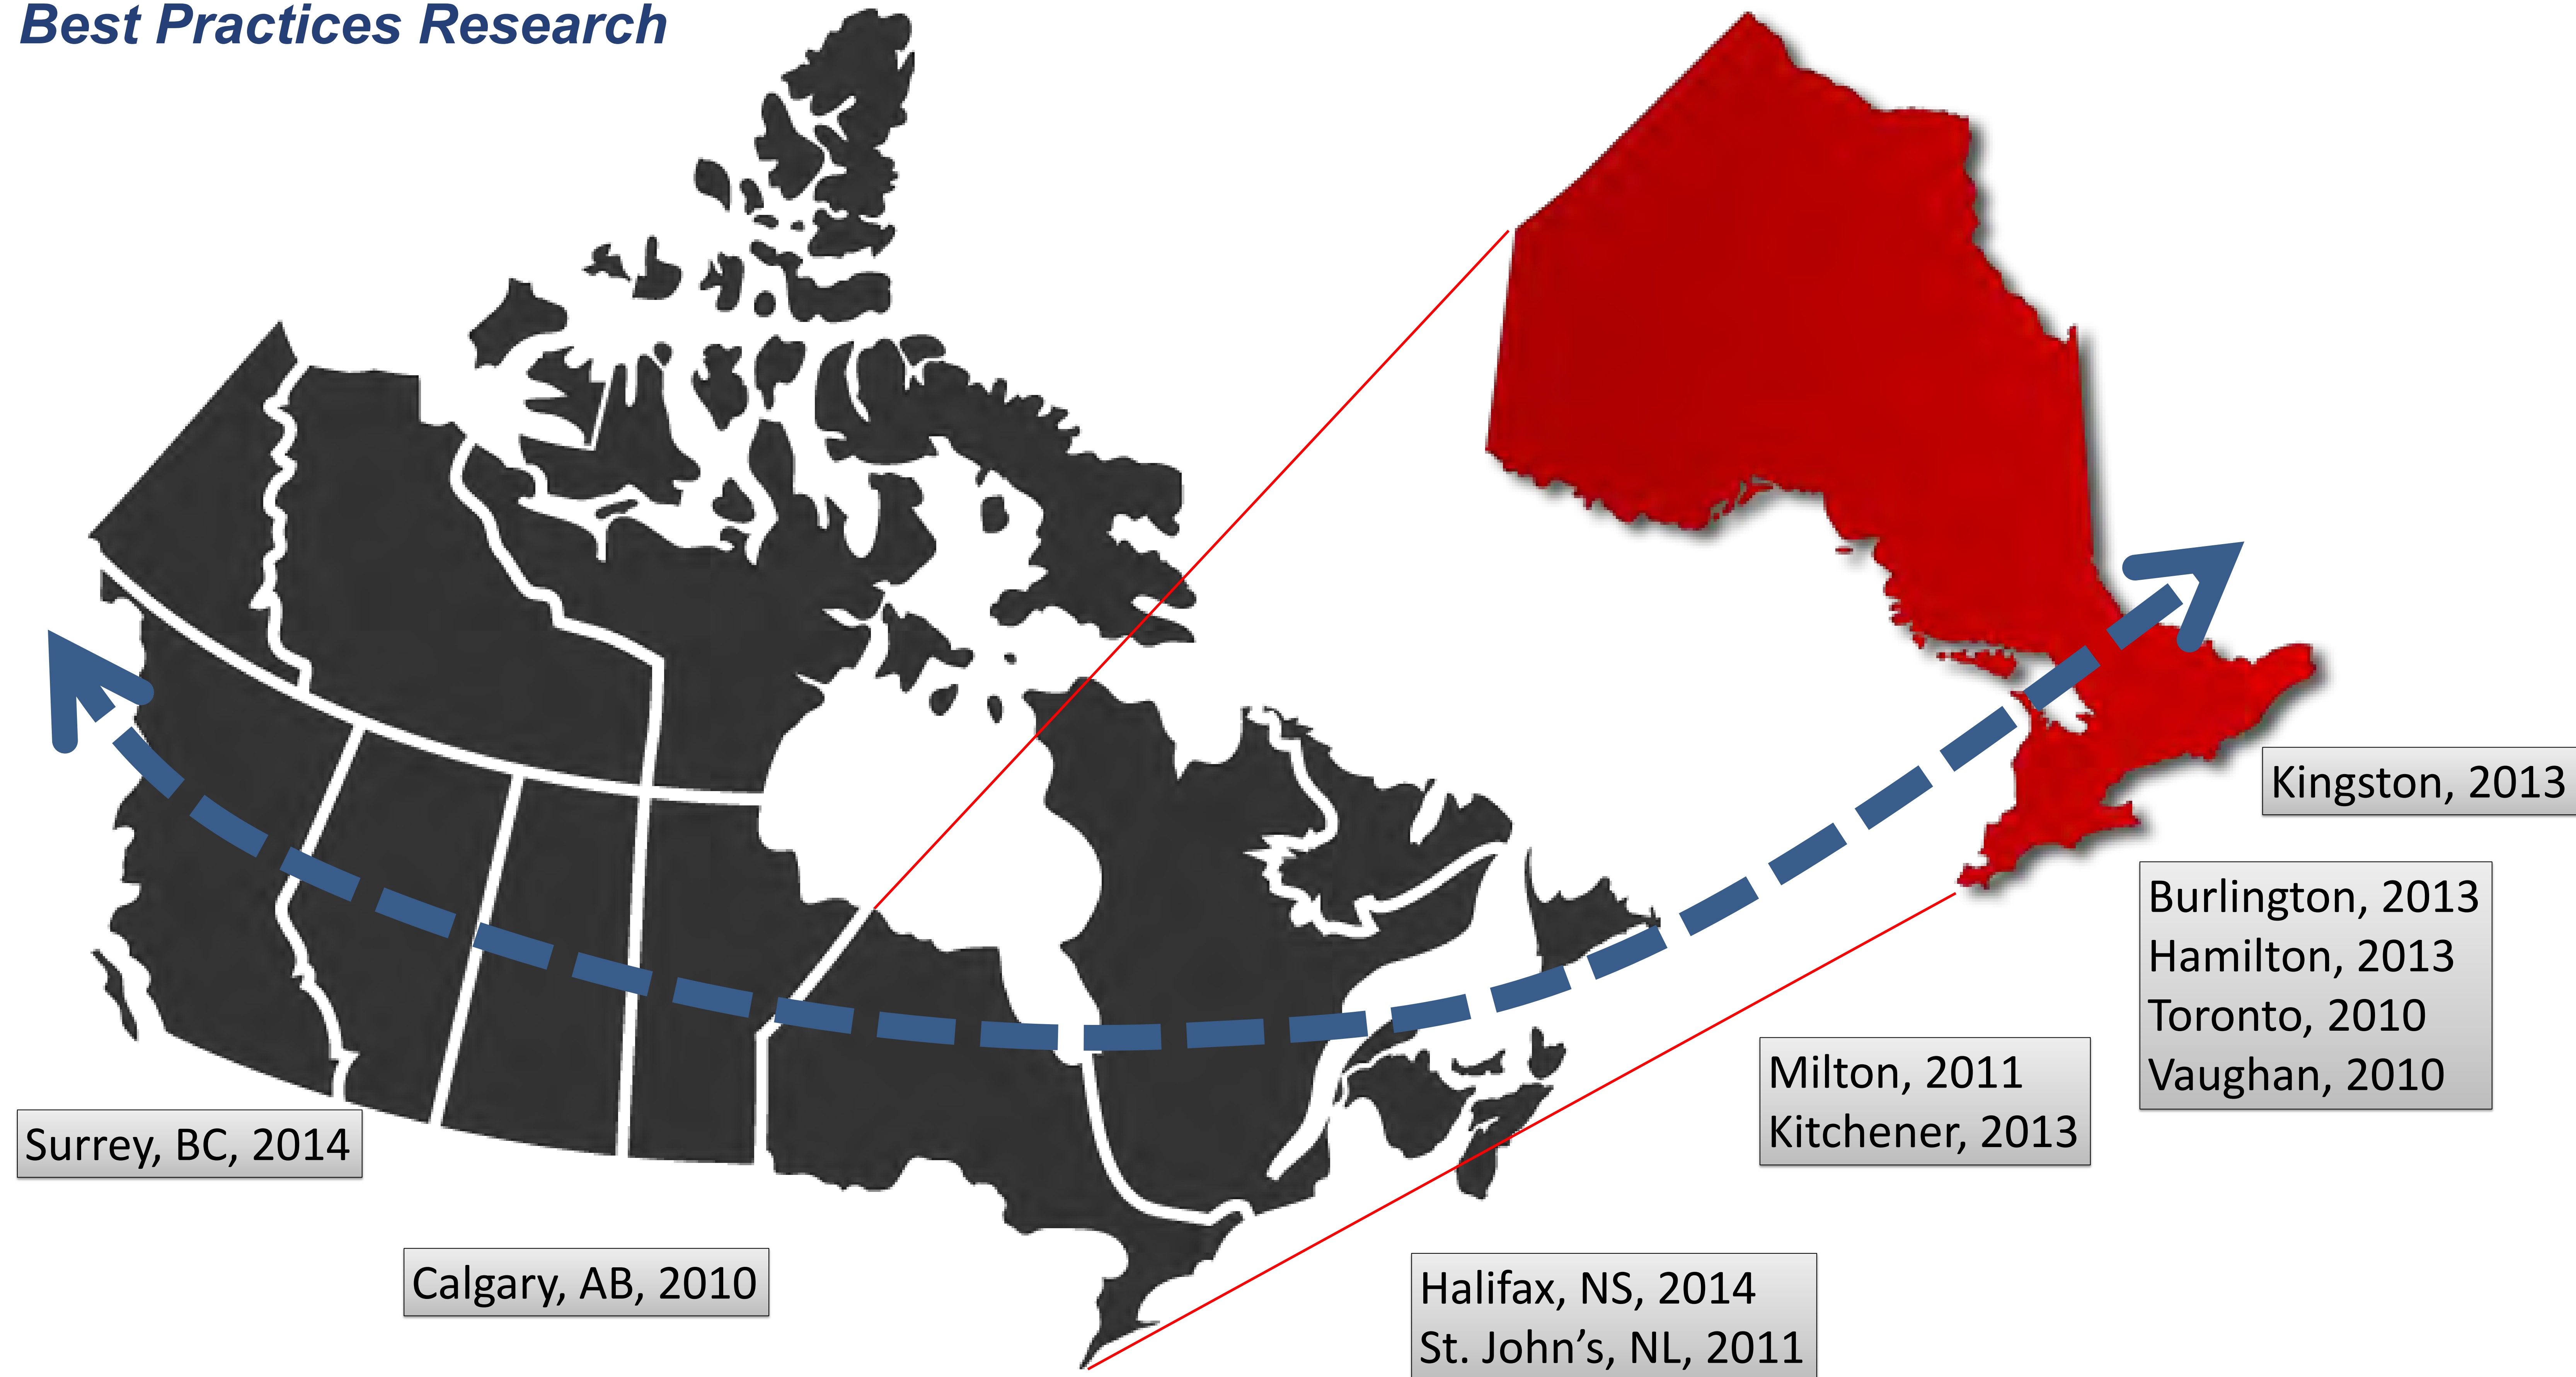 Best Practices Research
Kingston, 2013
Burlington, 2013
Hamilton, 2013
Toronto, 2010
Vaughan, 2010
Milton, 2011
Kitchener, 2013
Surrey, BC, 2014
Calgary, AB, 2010
Halifax, NS, 2014
St. John’s, NL, 2011